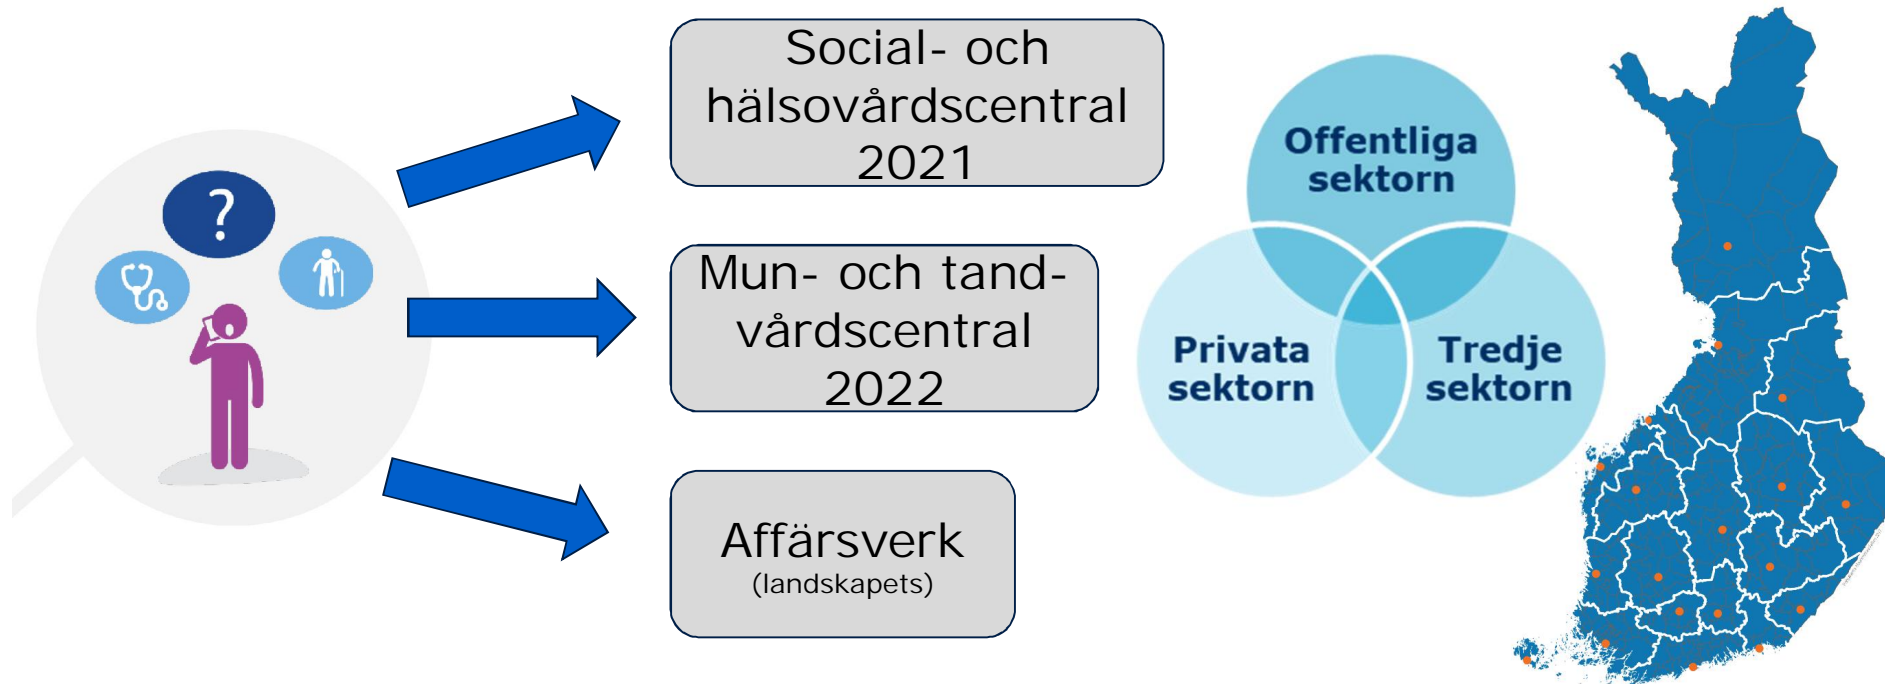 Social- och
hälsovårdscentral
2021
Mun- och tand-
vårdscentral
2022
Affärsverk
(landskapets)
?
Offentliga
sektorn
Privata
sektorn
Tredje
sektorn